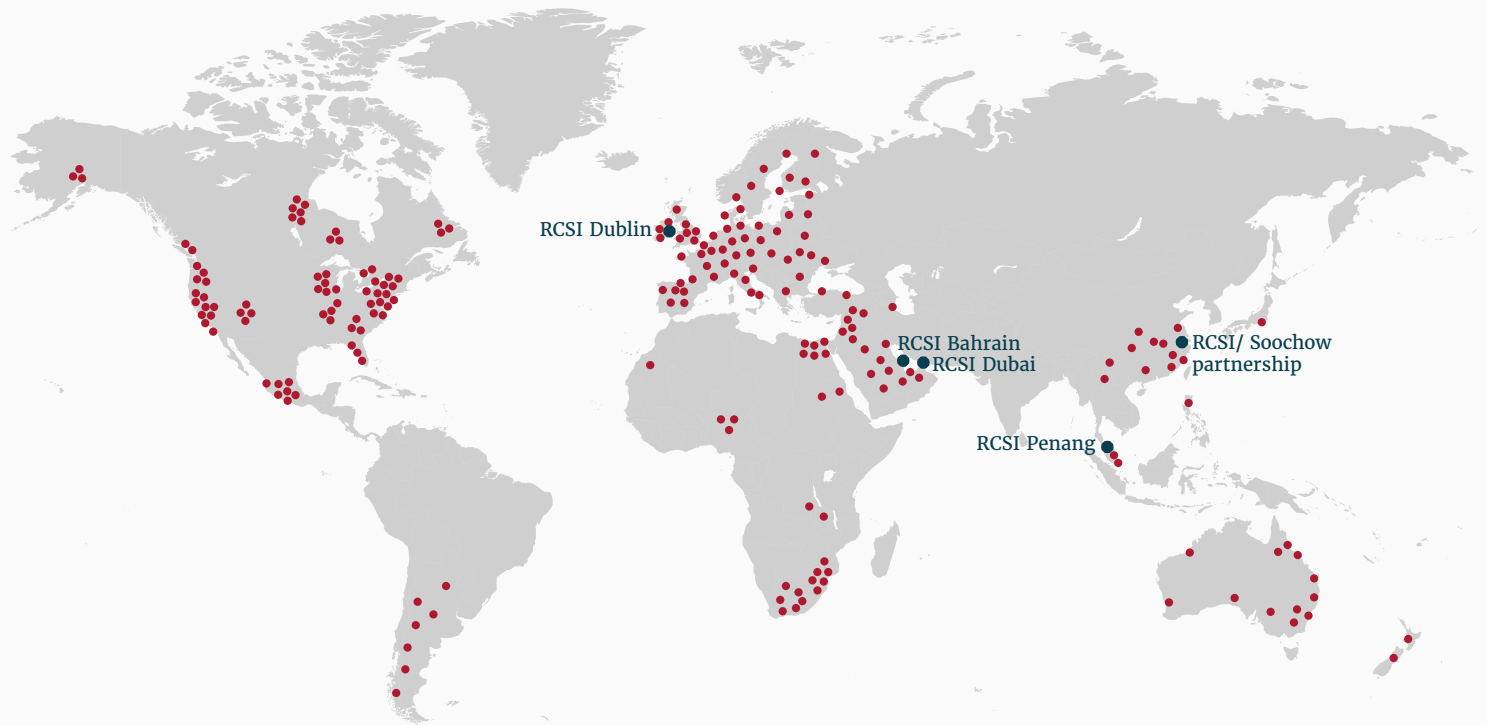 RCSI Dublin
RCSI Bahrain
RCSI Dubai
RCSI/ Soochow
partnership
RCSI Penang